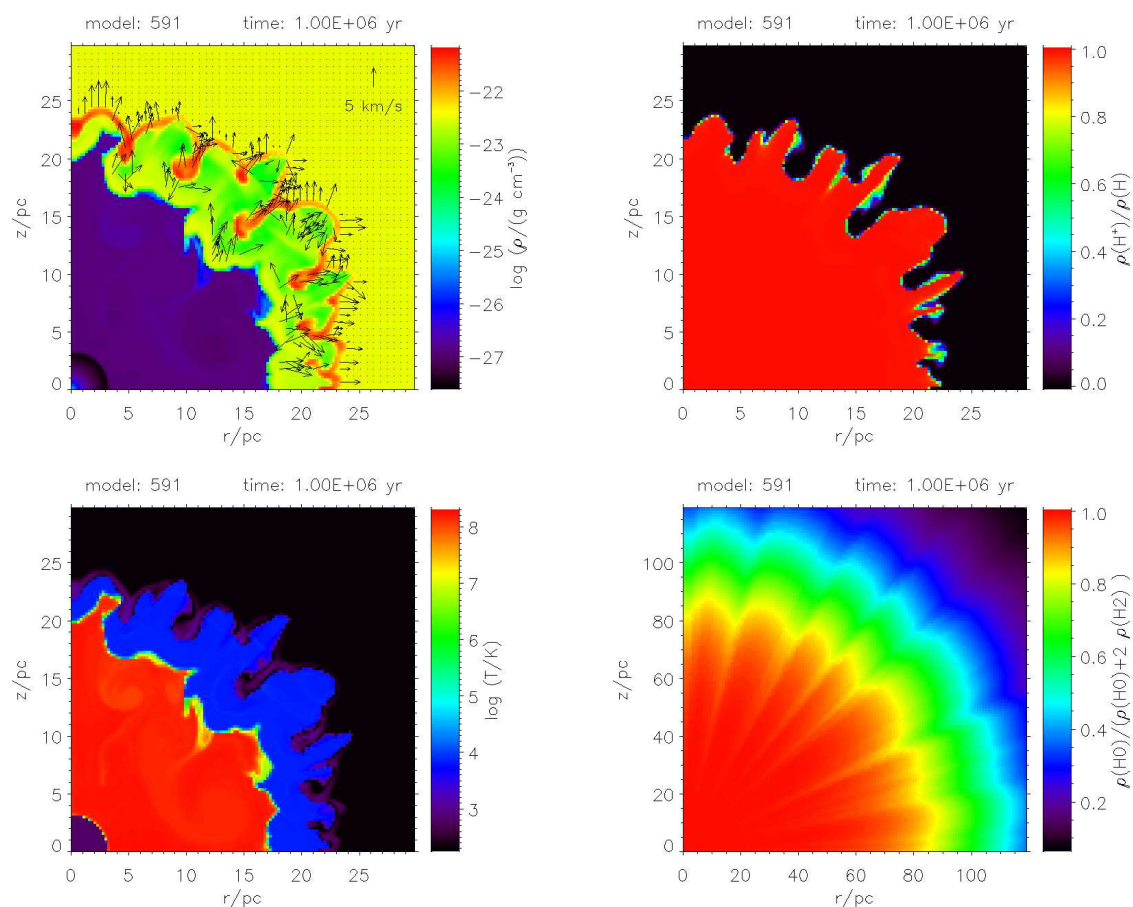 model: 591 time: 1.00E+06 yr
25
20
15
10
5
0
z/pc
5 km/s
0 5 10 15 20 25
r/pc
-22
-23
-24
-25
-26
-27
log (ρ/(g cm⁻³))
model: 591 time: 1.00E+06 yr
25
20
15
10
5
0
z/pc
0 5 10 15 20 25
r/pc
1.0
0.8
0.6
0.4
0.2
0.0
ρ(H⁺)/ρ(H)
model: 591 time: 1.00E+06 yr
25
20
15
10
5
0
z/pc
0 5 10 15 20 25
r/pc
8
7
6
5
4
3
log (T/K)
model: 591 time: 1.00E+06 yr
120
100
80
60
40
20
0
z/pc
0 20 40 60 80 100
r/pc
1.0
0.8
0.6
0.4
0.2
ρ(H0)/(ρ(H0)+2 ρ(H2) )